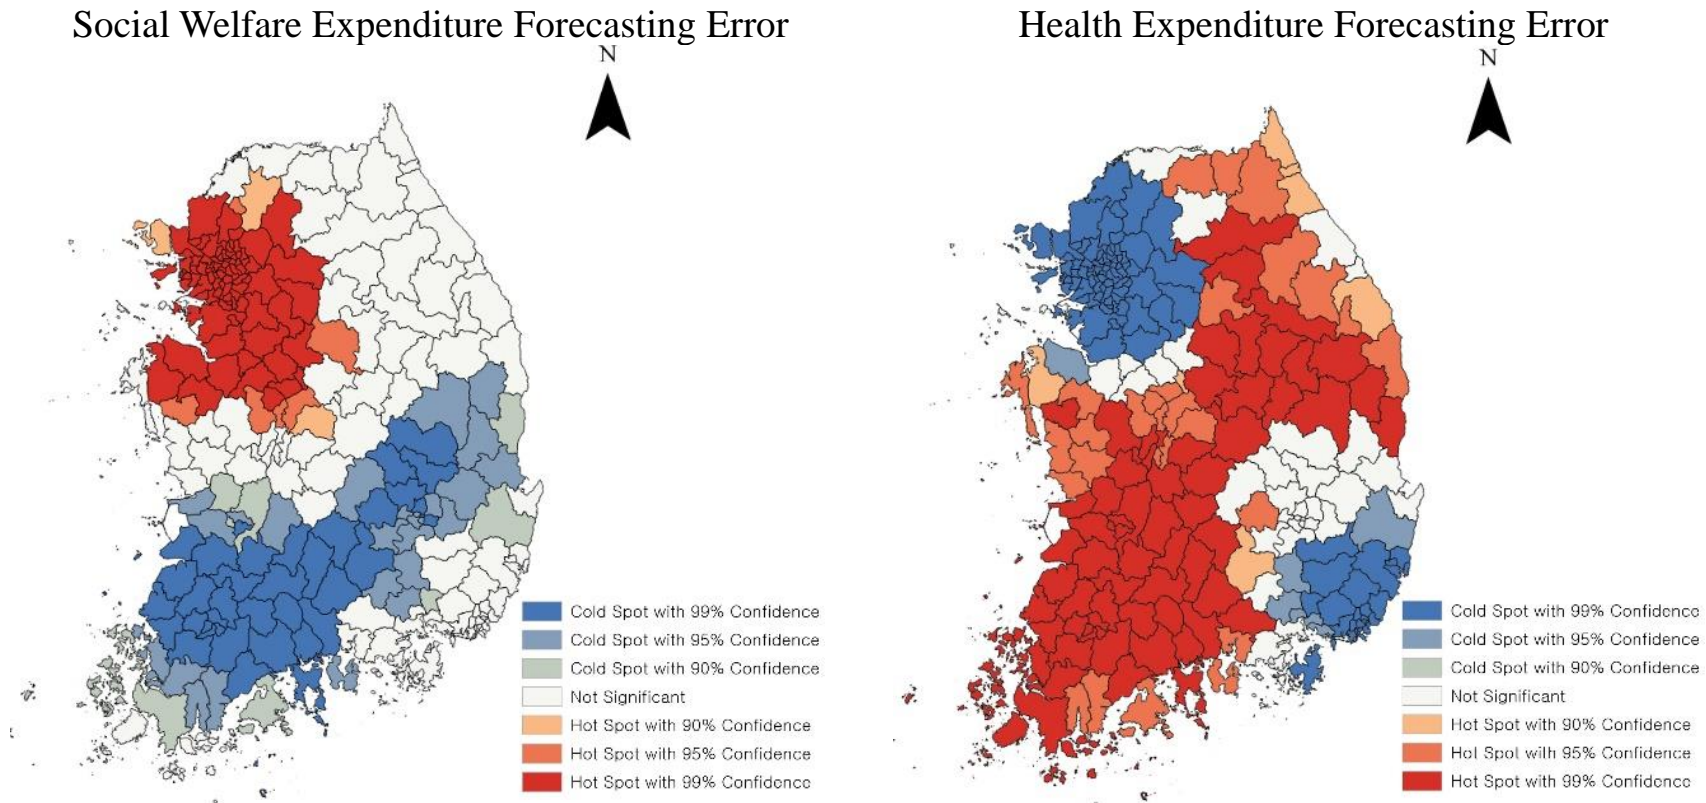 Social Welfare Expenditure Forecasting Error
N
Cold Spot with 99% Confidence
Cold Spot with 95% Confidence
Cold Spot with 90% Confidence
Not Significant
Hot Spot with 90% Confidence
Hot Spot with 95% Confidence
Hot Spot with 99% Confidence
Health Expenditure Forecasting Error
N
Cold Spot with 99% Confidence
Cold Spot with 95% Confidence
Cold Spot with 90% Confidence
Not Significant
Hot Spot with 90% Confidence
Hot Spot with 95% Confidence
Hot Spot with 99% Confidence